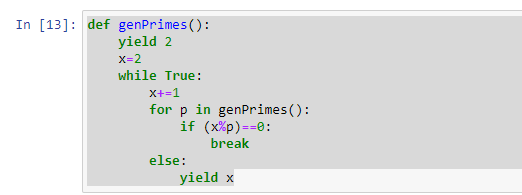 In [13]: def genPrimes():
    yield 2
    x=2
    while True:
        x+=1
        for p in genPrimes():
            if (x%p)==0:
                break
        else:
            yield x